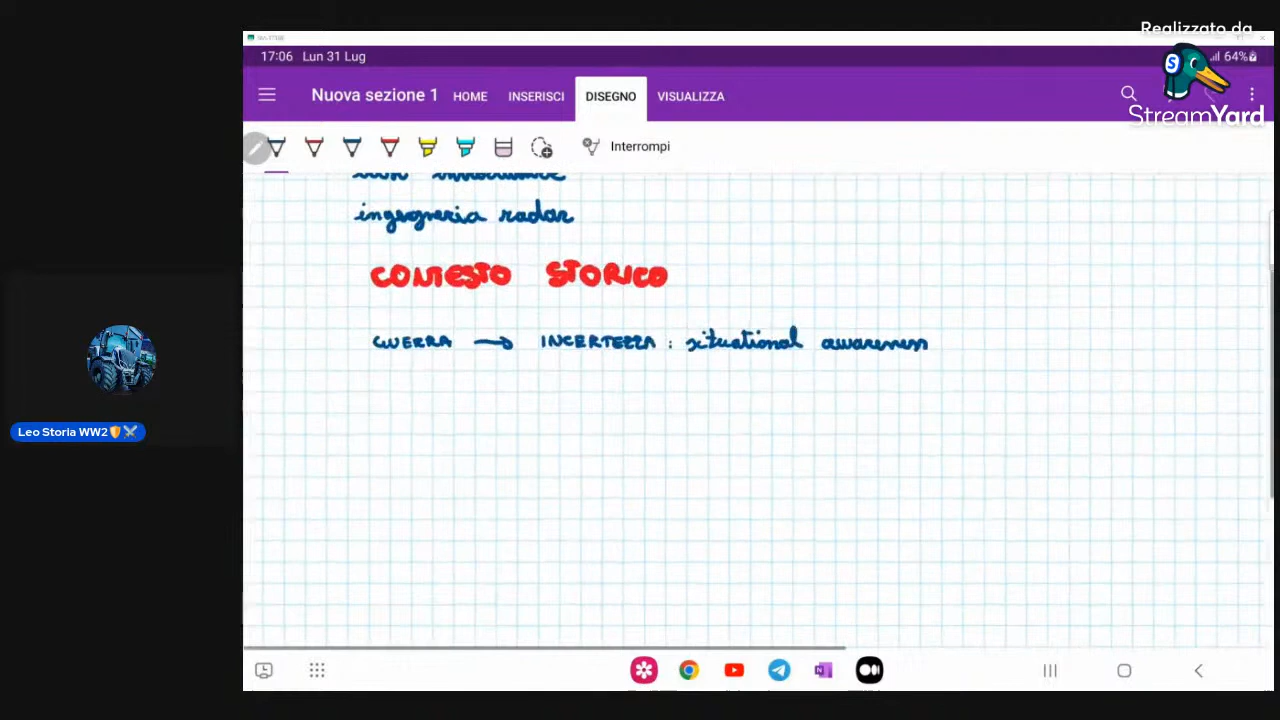 Realizzato da
17:06 Lun 31 Lug
64%
Nuova sezione 1 HOME INSERISCI DISEGNO VISUALIZZA
StreamYard
Interrompi
ingegneria radar
CONTESTO STORICO
GUERRA → INCERTEZZA : situational awareness
Leo Storia WW2